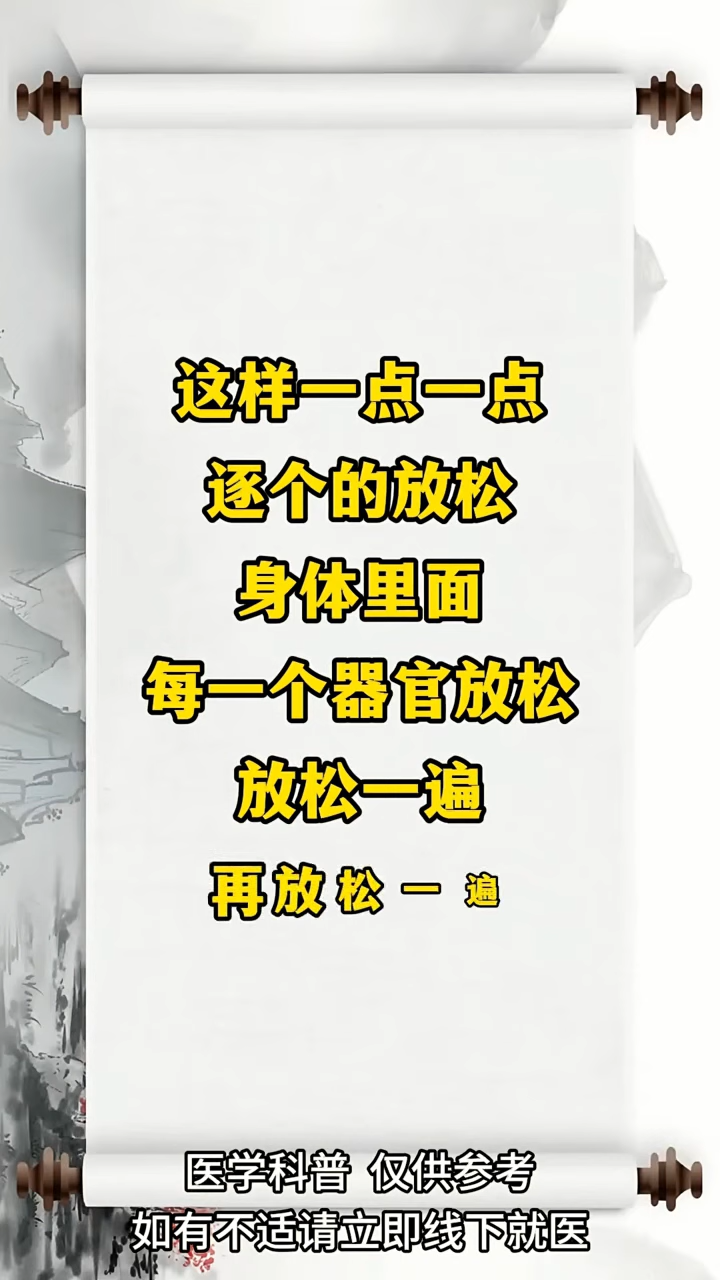 这样一点一点
逐个的放松
身体里面
每一个器官放松
放松一遍
再放松一遍
医学科普 仅供参考
如有不适请立即线下就医